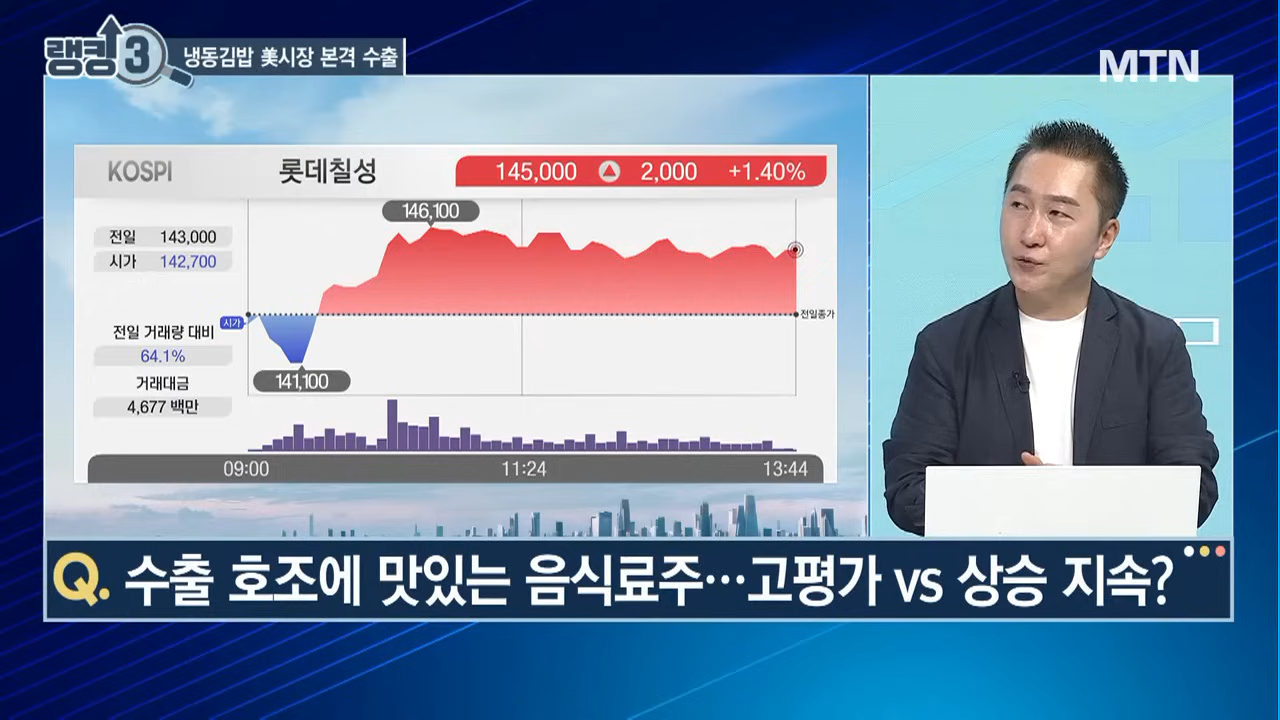 랭킹3
냉동김밥 美시장 본격 수출
MTN
KOSPI
롯데칠성
145,000 2,000 +1.40%
146,100
전일 143,000
시가 142,700
시가
전일종가
전일 거래량 대비
64.1%
141,100
거래대금
4,677 백만
09:00 11:24 13:44
Q. 수출 호조에 맛있는 음식료주…고평가 vs 상승 지속?